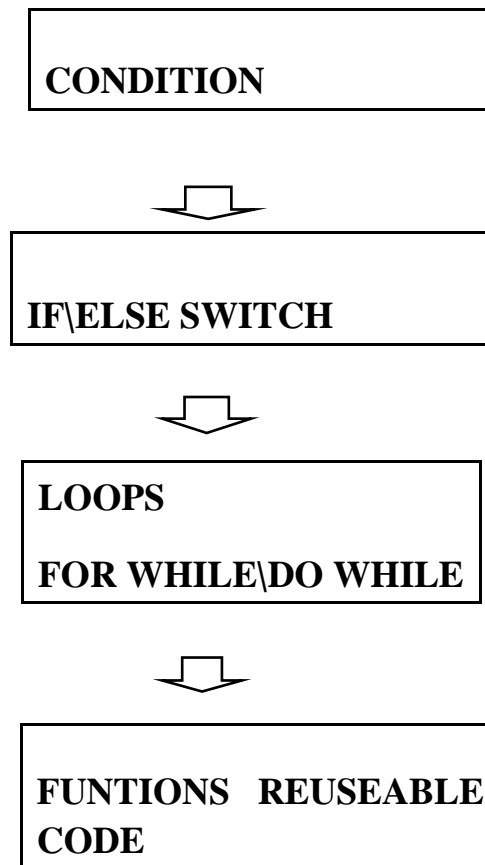 CONDITION
IF\ELSE SWITCH
LOOPS
FOR WHILE\DO WHILE
FUNTIONS REUSEABLE
CODE